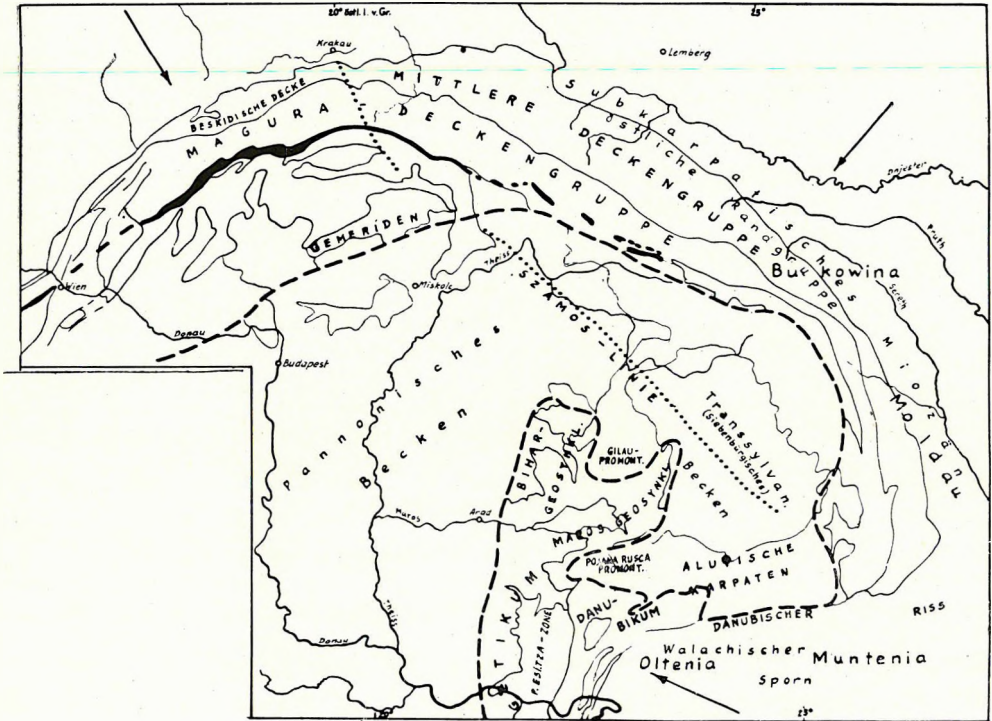 20° östl. l. v. Gr.
25°
Krakau
Lemberg
BESKIDISCHE DECKE
MAGURA DECKENGRUPPE
MITTLERE DECKENGRUPPE
Subkarpatisches Miozän
östliche Randgruppe
Dnjester
Pruth
Sereth
Bukowina
Moldau
GEMERIDEN
Wien
Donau
Miskolc
Theiss
Budapest
SZAMOS-LINIE
Pannonisches
Becken
Transsylvan.
(Siebenbürgisches)
Becken
BIHAR-
GEOSYNKL.
GILAU-
PROMONT.
Maros
Arad
MAROS GEOSYNKL.
POJANA RUSCA
PROMONT.
ALUTISCHE
KARPATEN
DANU-
BIKUM
DANUBISCHER
RISS
Theiss
Donau
GETIKUM
Walachischer
Oltenia
Muntenia
Sporn